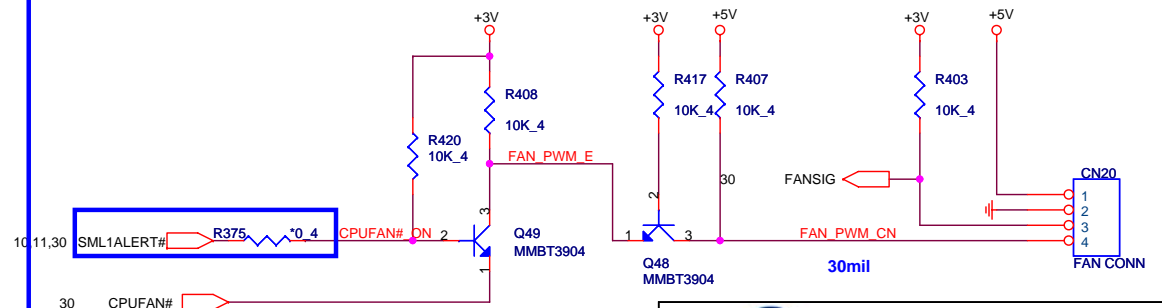 +3V
+3V
+5V
+3V
+5V
R408
10K_4
R417
10K_4
R407
10K_4
R403
10K_4
R420
10K_4
FAN_PWM_E
2
30
FANSIG
CN20
1
2
3
4
FAN CONN
10,11,30
SML1ALERT#
R375
*0_4
CPUFAN#_ON
2
3
1
Q49
MMBT3904
1
3
Q48
MMBT3904
FAN_PWM_CN
30mil
30
CPUFAN#